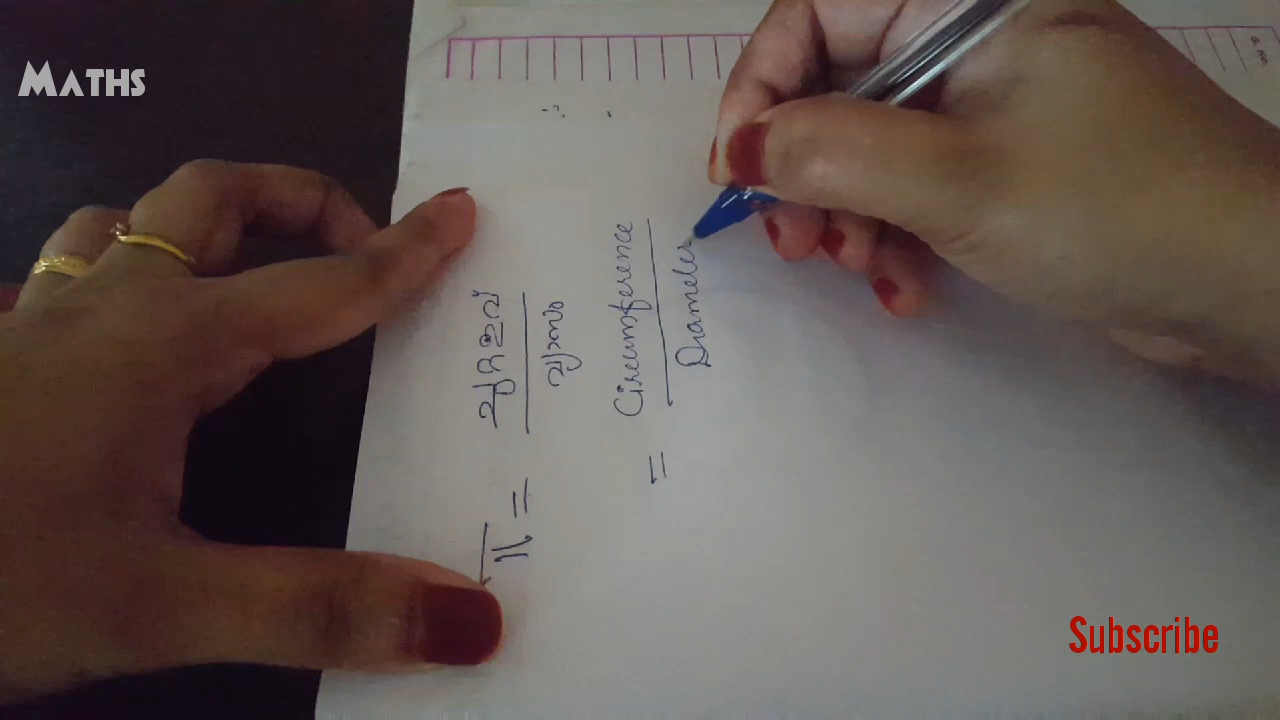 MATHS
π = ചുറ്റളവ്
വ്യാസം
= Circumference
Diameter
Subscribe